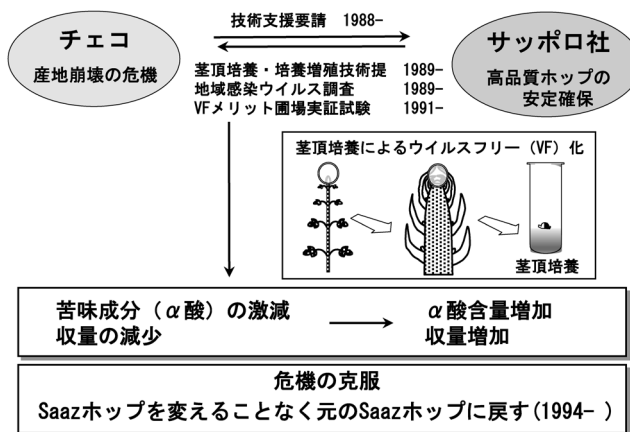 技術支援要請 1988-
チェコ
産地崩壊の危機
サッポロ社
高品質ホップの
安定確保
茎頂培養・培養増殖技術提 1989-
地域感染ウイルス調査 1989-
VFメリット圃場実証試験 1991-
茎頂培養によるウイルスフリー（VF）化
茎頂培養
苦味成分（α酸）の激減
収量の減少
α酸含量増加
収量増加
危機の克服
Saazホップを変えることなく元のSaazホップに戻す(1994- )